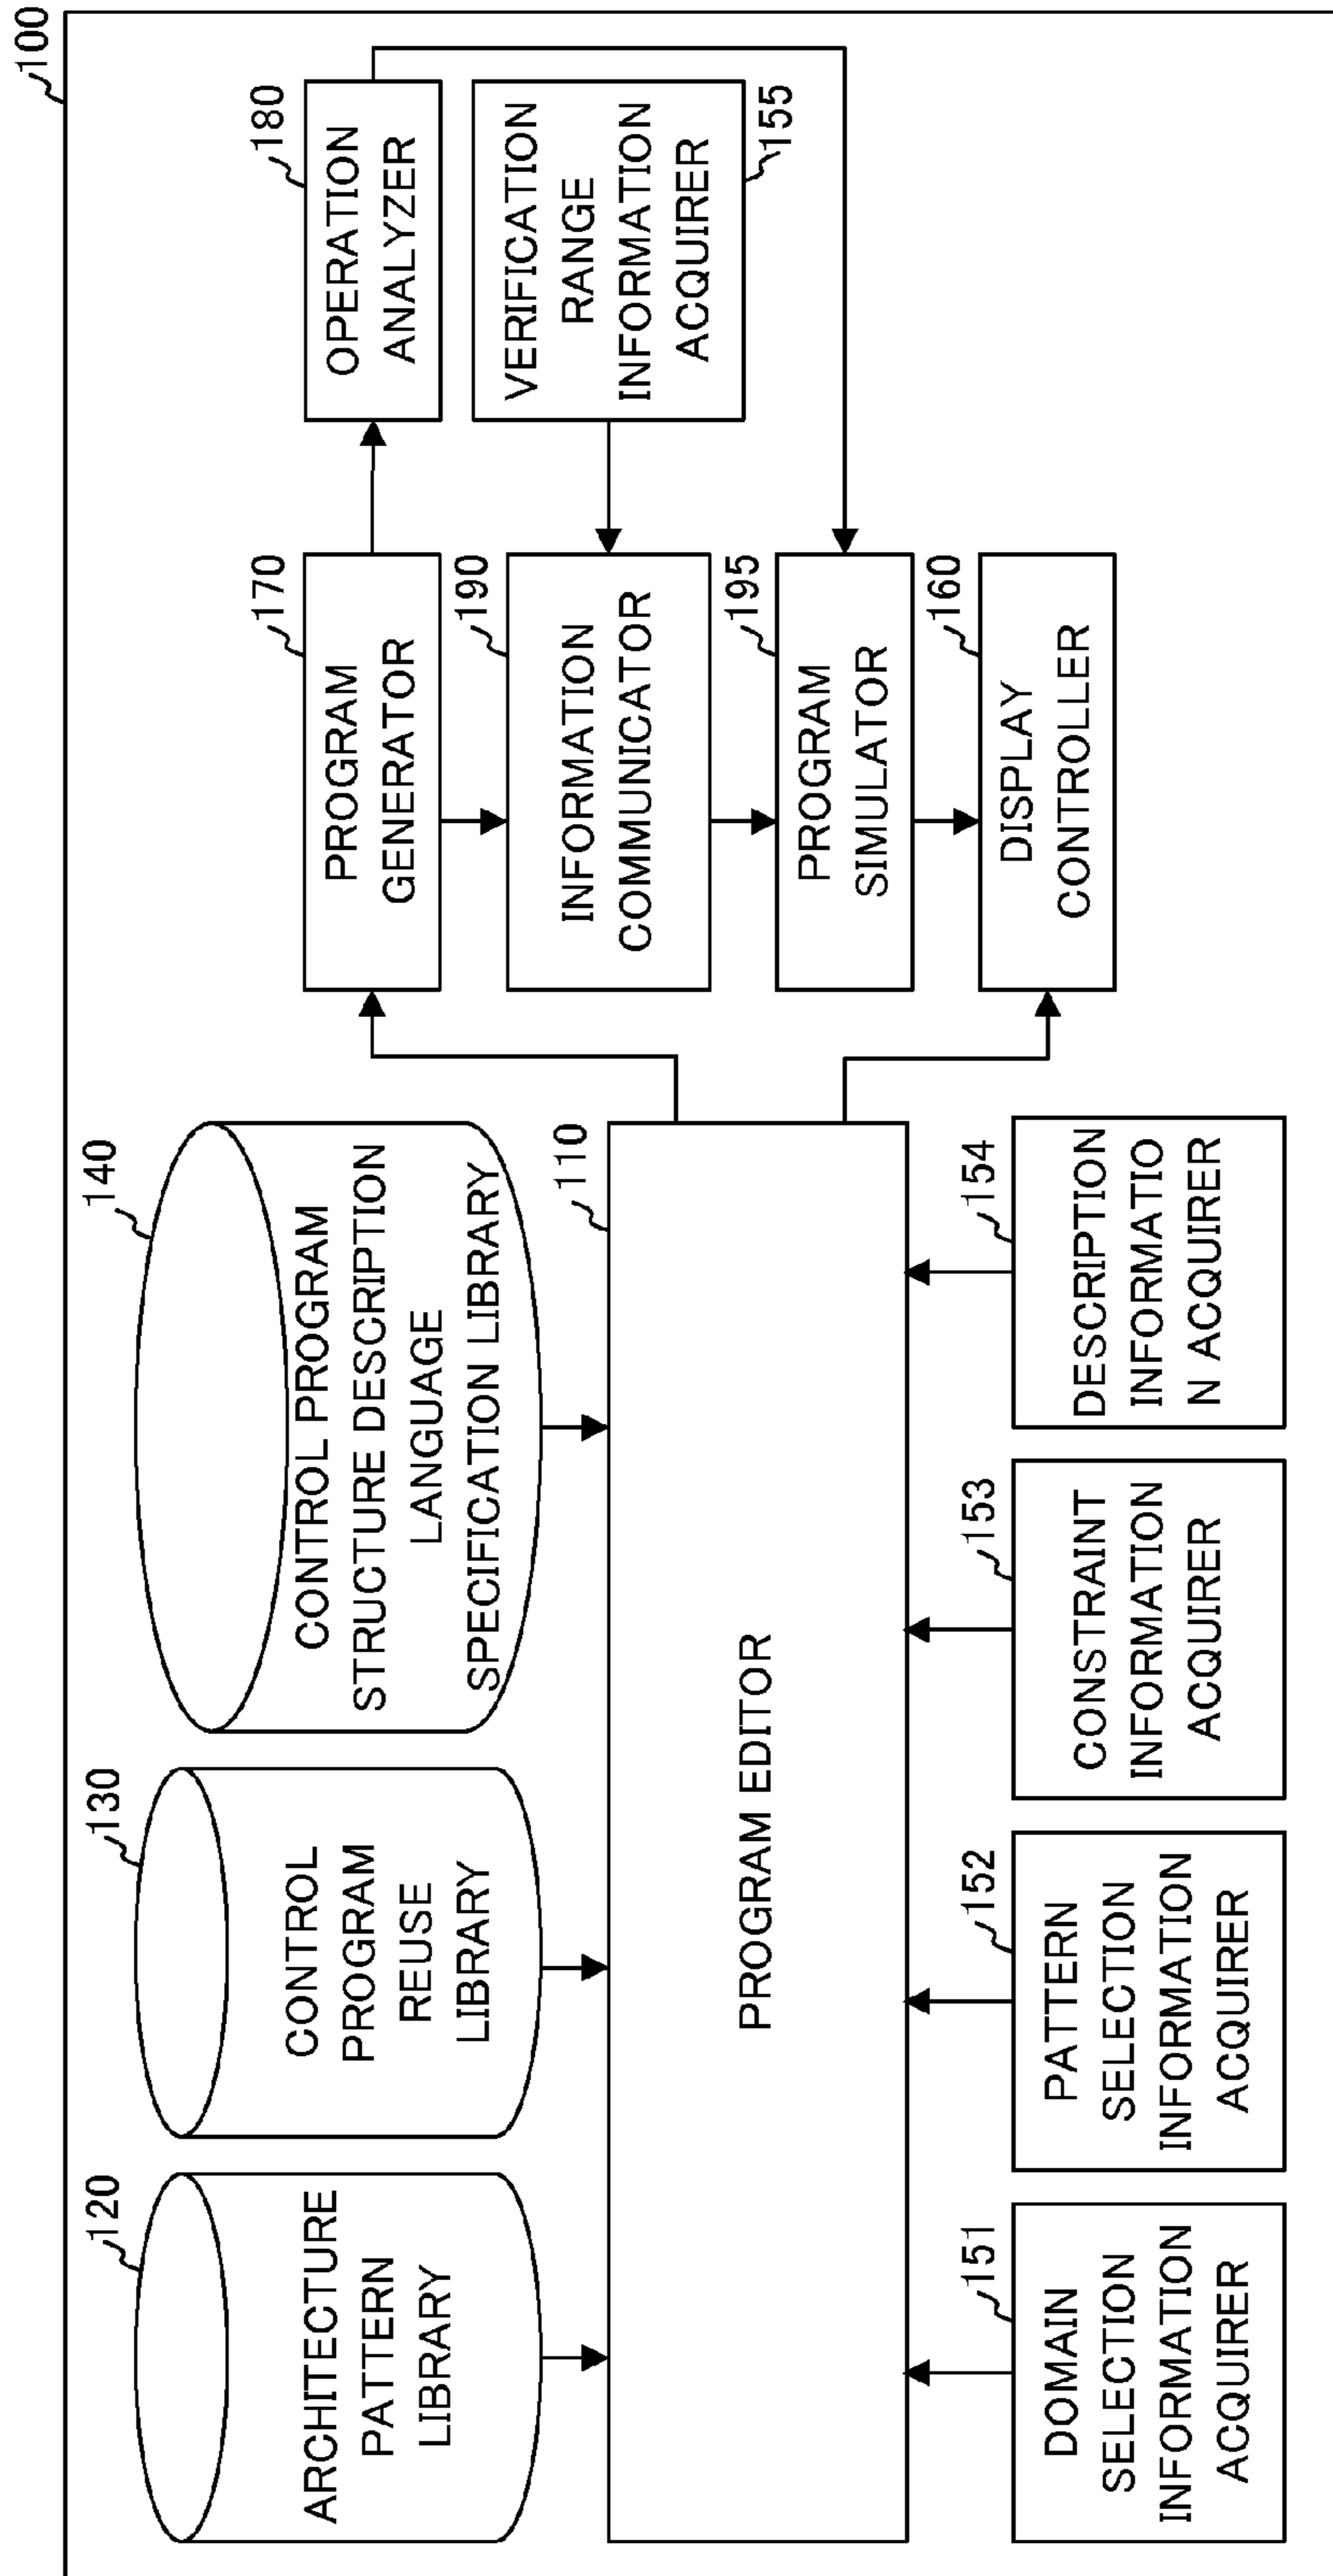 100
120
ARCHITECTURE
PATTERN
LIBRARY
130
CONTROL
PROGRAM
REUSE
LIBRARY
140
CONTROL PROGRAM
STRUCTURE DESCRIPTION
LANGUAGE
SPECIFICATION LIBRARY
110
PROGRAM EDITOR
151
DOMAIN
SELECTION
INFORMATION
ACQUIRER
152
PATTERN
SELECTION
INFORMATION
ACQUIRER
153
CONSTRAINT
INFORMATION
ACQUIRER
154
DESCRIPTION
INFORMATIO
N ACQUIRER
170
PROGRAM
GENERATOR
180
OPERATION
ANALYZER
190
INFORMATION
COMMUNICATOR
VERIFICATION
RANGE
INFORMATION
ACQUIRER
155
195
PROGRAM
SIMULATOR
160
DISPLAY
CONTROLLER